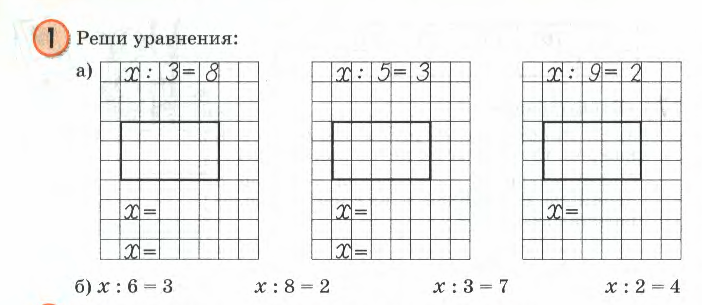 1 Реши уравнения:
а) x : 3 = 8 x : 5 = 3 x : 9 = 2
x = x = x =
x = x =
б) x : 6 = 3 x : 8 = 2 x : 3 = 7 x : 2 = 4